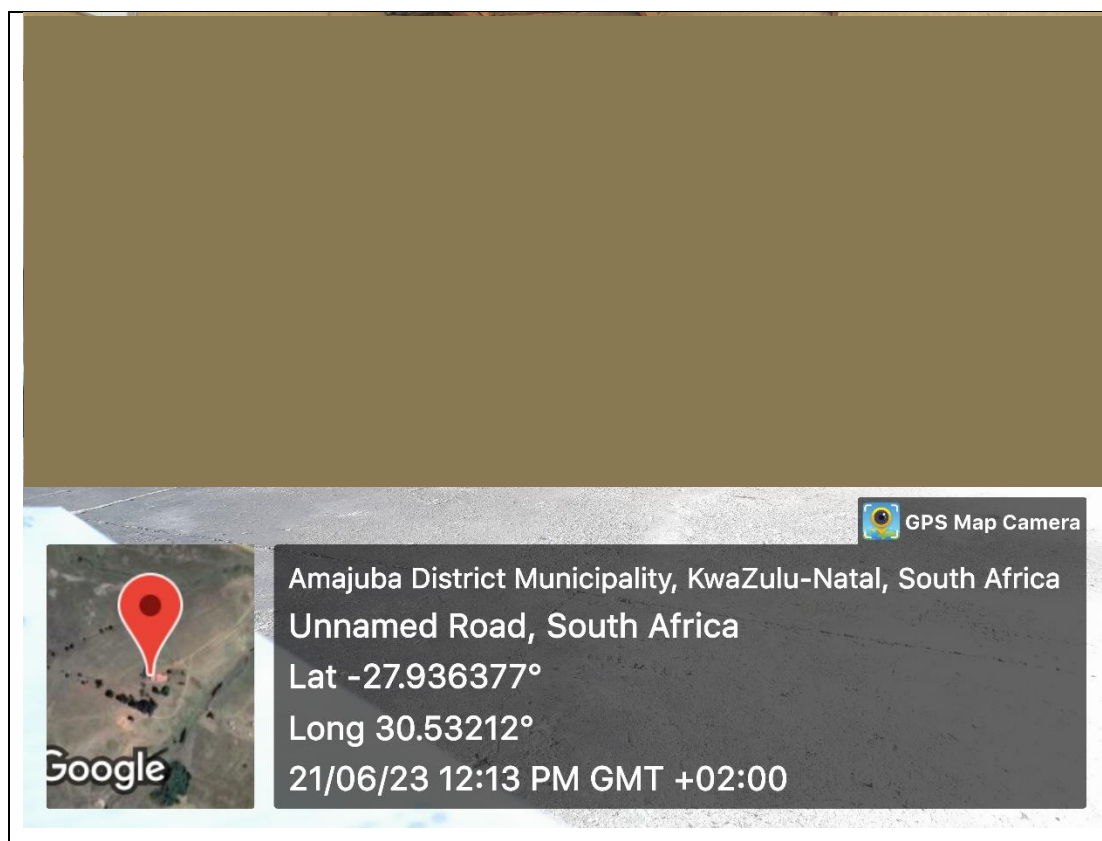 GPS Map Camera
Amajuba District Municipality, KwaZulu-Natal, South Africa
Unnamed Road, South Africa
Lat -27.936377°
Long 30.53212°
21/06/23 12:13 PM GMT +02:00
Google